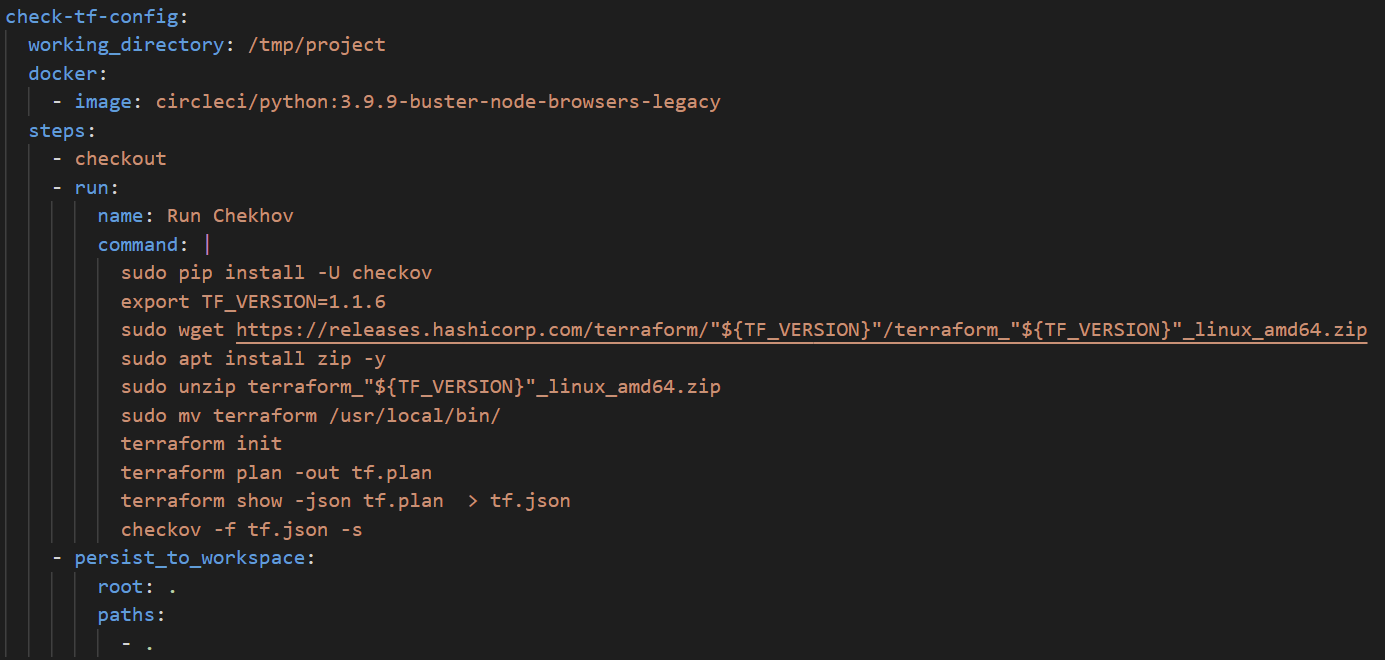 check-tf-config:
  working_directory: /tmp/project
  docker:
    - image: circleci/python:3.9.9-buster-node-browsers-legacy
  steps:
    - checkout
    - run:
        name: Run Chekhov
        command: |
          sudo pip install -U checkov
          export TF_VERSION=1.1.6
          sudo wget https://releases.hashicorp.com/terraform/"${TF_VERSION}"/terraform_"${TF_VERSION}"_linux_amd64.zip
          sudo apt install zip -y
          sudo unzip terraform_"${TF_VERSION}"_linux_amd64.zip
          sudo mv terraform /usr/local/bin/
          terraform init
          terraform plan -out tf.plan
          terraform show -json tf.plan  > tf.json
          checkov -f tf.json -s
    - persist_to_workspace:
        root: .
        paths:
          - .